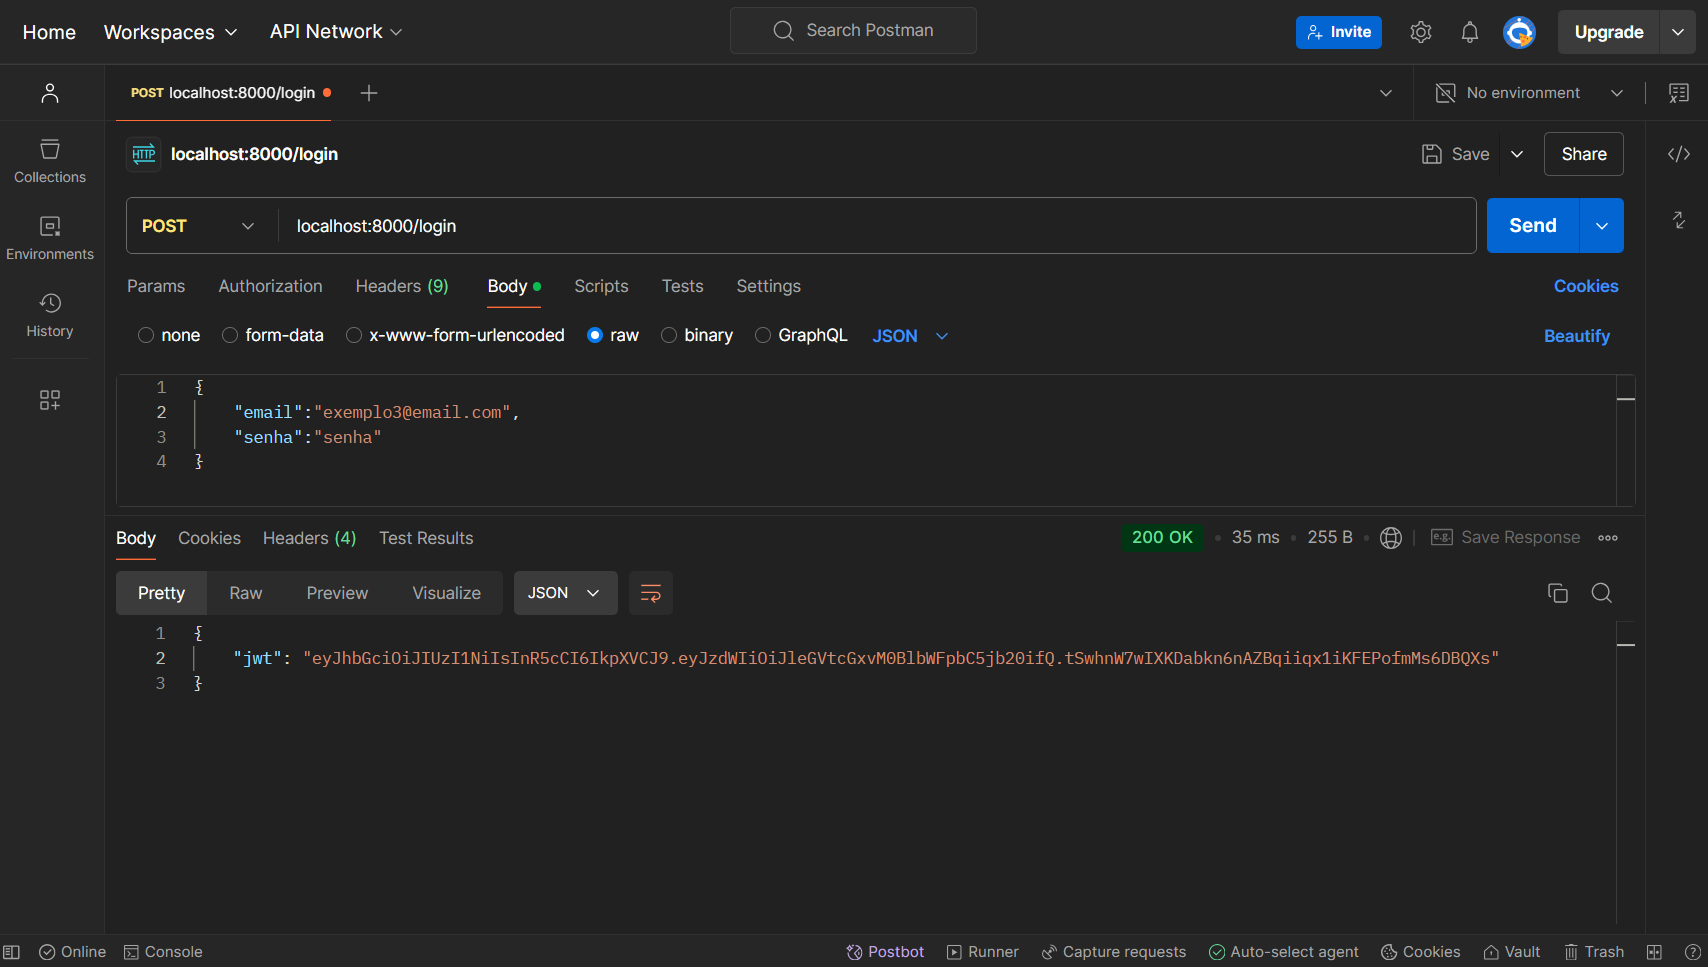 Home Workspaces API Network Search Postman Invite Upgrade
POST localhost:8000/login No environment
HTTP localhost:8000/login Save Share
Collections
POST localhost:8000/login Send
Environments
Params Authorization Headers (9) Body Scripts Tests Settings Cookies
History
none form-data x-www-form-urlencoded raw binary GraphQL JSON Beautify
1 {
2 "email":"exemplo3@email.com",
3 "senha":"senha"
4 }
Body Cookies Headers (4) Test Results 200 OK 35 ms 255 B e.g. Save Response
Pretty Raw Preview Visualize JSON
1 {
2 "jwt": "eyJhbGciOiJIUzI1NiIsInR5cCI6IkpXVCJ9.eyJzdWIiOiJleGVtcGxvM0BlbWFpbC5jb20ifQ.tSwhnW7wIXKDabkn6nAZBqiiqx1iKFEPofmMs6DBQXs"
3 }
Online Console Postbot Runner Capture requests Auto-select agent Cookies Vault Trash